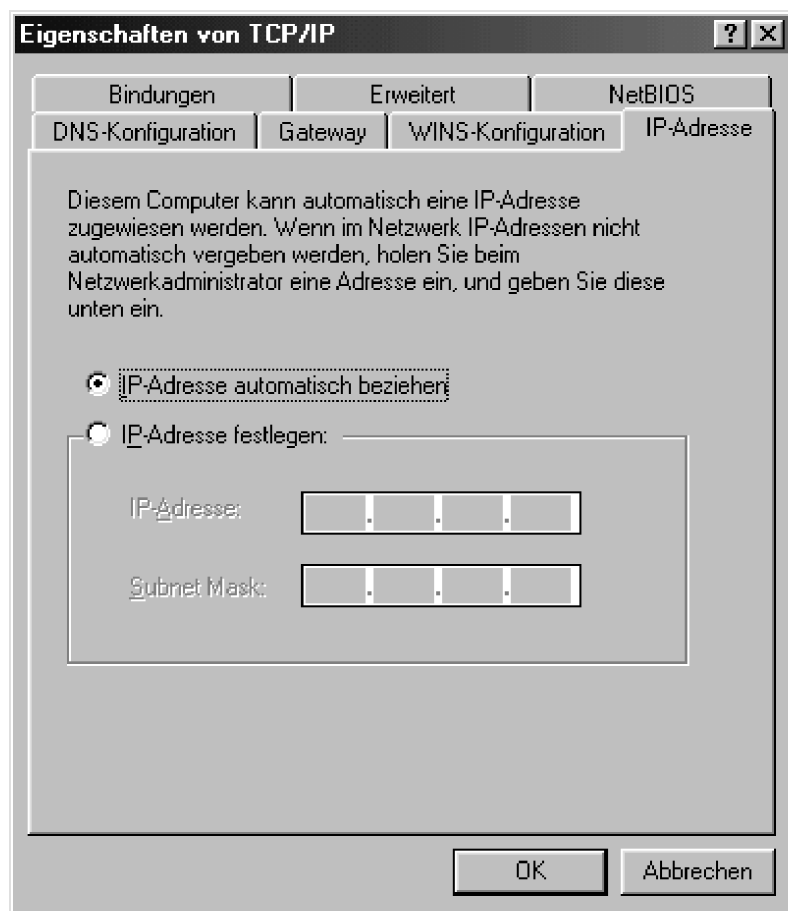 Eigenschaften von TCP/IP
Bindungen
Erweitert
NetBIOS
DNS-Konfiguration
Gateway
WINS-Konfiguration
IP-Adresse
Diesem Computer kann automatisch eine IP-Adresse
zugewiesen werden. Wenn im Netzwerk IP-Adressen nicht
automatisch vergeben werden, holen Sie beim
Netzwerkadministrator eine Adresse ein, und geben Sie diese
unten ein.
IP-Adresse automatisch beziehen
IP-Adresse festlegen:
IP-Adresse:
Subnet Mask:
OK
Abbrechen